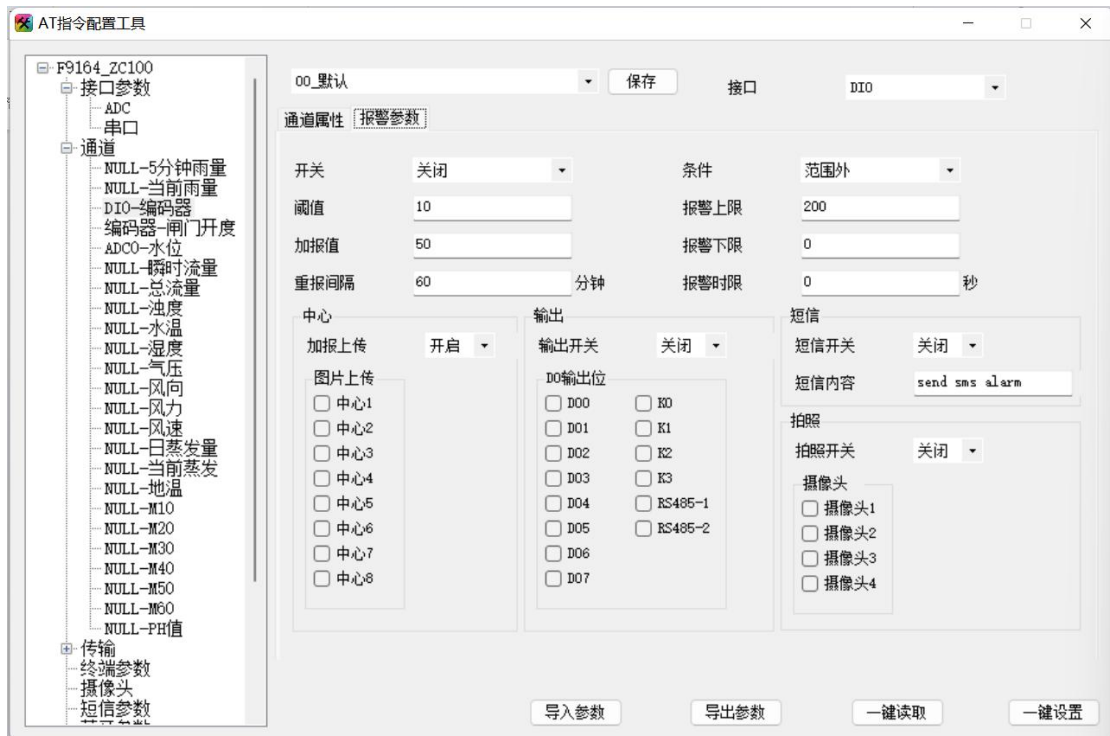 AT指令配置工具
F9164_ZC100
接口参数
ADC
串口
通道
NULL-5分钟雨量
NULL-当前雨量
DIO-编码器
编码器-闸门开度
ADC0-水位
NULL-瞬时流量
NULL-总流量
NULL-浊度
NULL-水温
NULL-湿度
NULL-气压
NULL-风向
NULL-风力
NULL-风速
NULL-日蒸发量
NULL-当前蒸发
NULL-地温
NULL-M10
NULL-M20
NULL-M30
NULL-M40
NULL-M50
NULL-M60
NULL-PH值
传输
终端参数
摄像头
短信参数
00_默认 保存 接口 DIO
通道属性 报警参数
开关 关闭 条件 范围外
阈值 10 报警上限 200
加报值 50 报警下限 0
重报间隔 60 分钟 报警时限 0 秒
中心
加报上传 开启
图片上传
中心1
中心2
中心3
中心4
中心5
中心6
中心7
中心8
输出
输出开关 关闭
DO输出位
DO0 K0
DO1 K1
DO2 K2
DO3 K3
DO4 RS485-1
DO5 RS485-2
DO6
DO7
短信
短信开关 关闭
短信内容 send sms alarm
拍照
拍照开关 关闭
摄像头
摄像头1
摄像头2
摄像头3
摄像头4
导入参数 导出参数 一键读取 一键设置